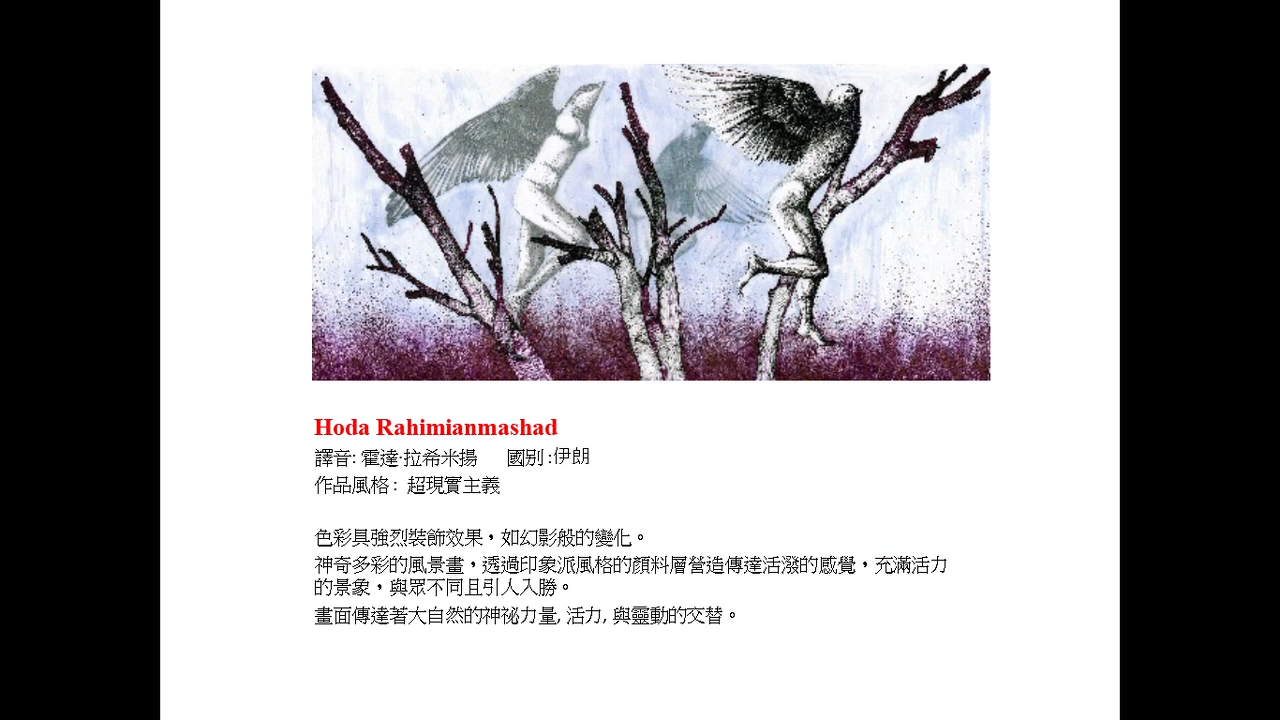 Hoda Rahimianmashad
譯音: 霍達·拉希米揚 國別 :伊朗
作品風格 : 超現實主義
色彩具強烈裝飾效果，如幻影般的變化。
神奇多彩的風景畫，透過印象派風格的顏料層營造傳達活潑的感覺，充滿活力
的景象，與眾不同且引人入勝。
畫面傳達著大自然的神祕力量, 活力, 與靈動的交替。